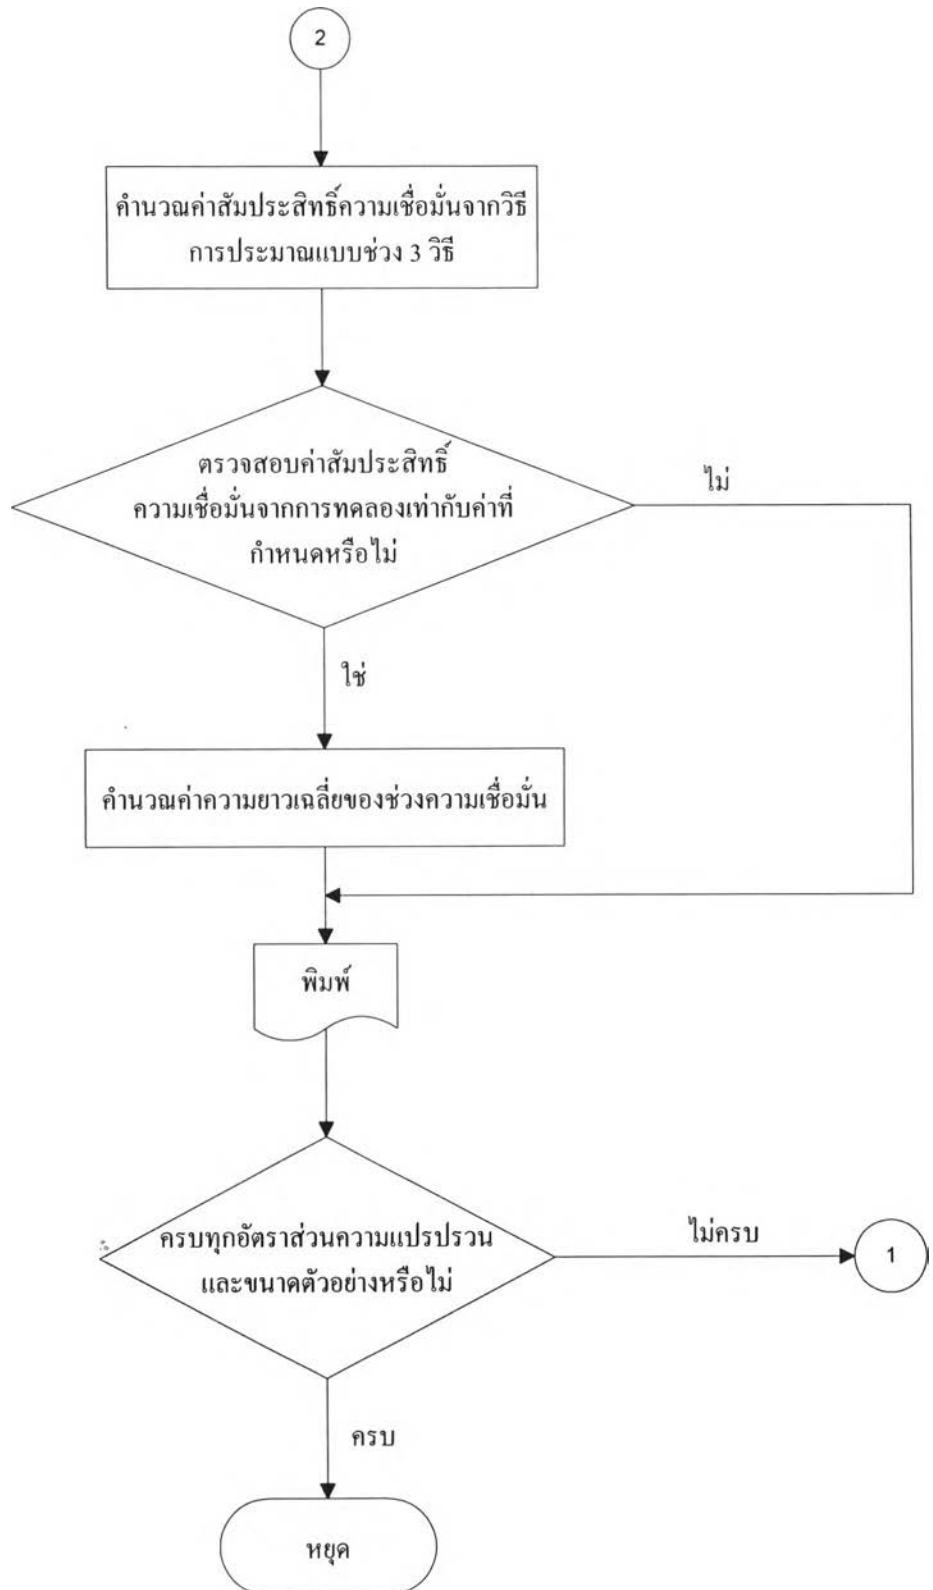 2
คำนวณค่าสัมประสิทธิ์ความเชื่อมั่นจากวิธี
การประมาณแบบช่วง 3 วิธี
ตรวจสอบค่าสัมประสิทธิ์
ความเชื่อมั่นจากการทดลองเท่ากับค่าที่
กำหนดหรือไม่
ไม่
ใช่
คำนวณค่าความยาวเฉลี่ยของช่วงความเชื่อมั่น
พิมพ์
ครบทุกอัตราส่วนความแปรปรวน
และขนาดตัวอย่างหรือไม่
ไม่ครบ
1
ครบ
หยุด